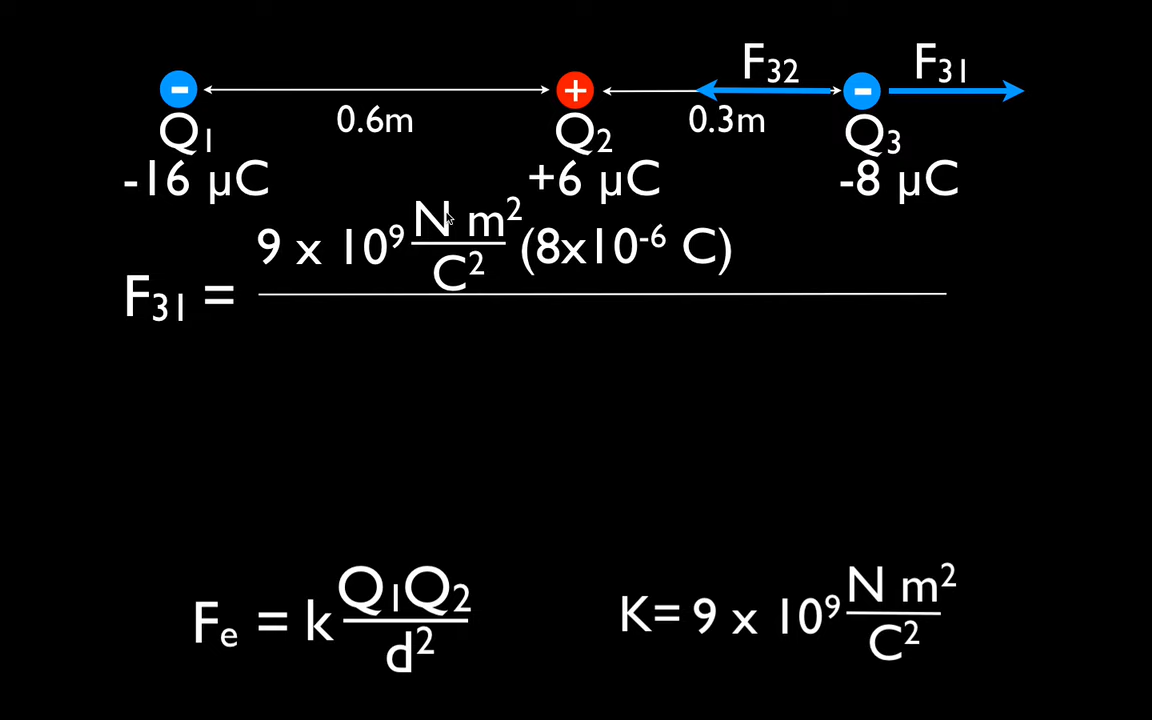 F32 F31
- + -
0.6m 0.3m
Q1 Q2 Q3
-16 μC +6 μC -8 μC
F31 = 9 x 10⁹ N m²/C² (8x10⁻⁶ C)
Fe = k Q1Q2/d² K= 9 x 10⁹ N m²/C²